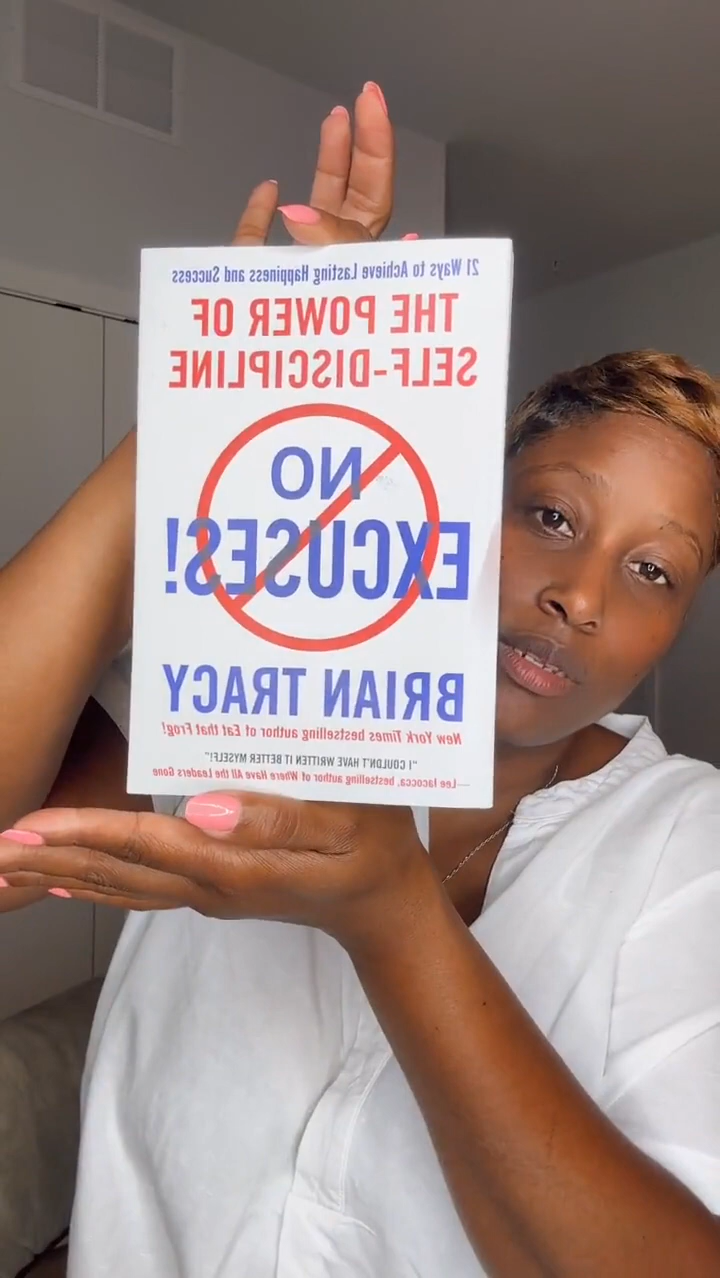 21 Ways to Achieve Lasting Happiness and Success
THE POWER OF
SELF-DISCIPLINE
NO
EXCUSES!
BRIAN TRACY
New York Times bestselling author of Eat that Frog!
"I COULDN'T HAVE WRITTEN IT BETTER MYSELF!"
—Lee Iacocca, bestselling author of Where Have All the Leaders Gone